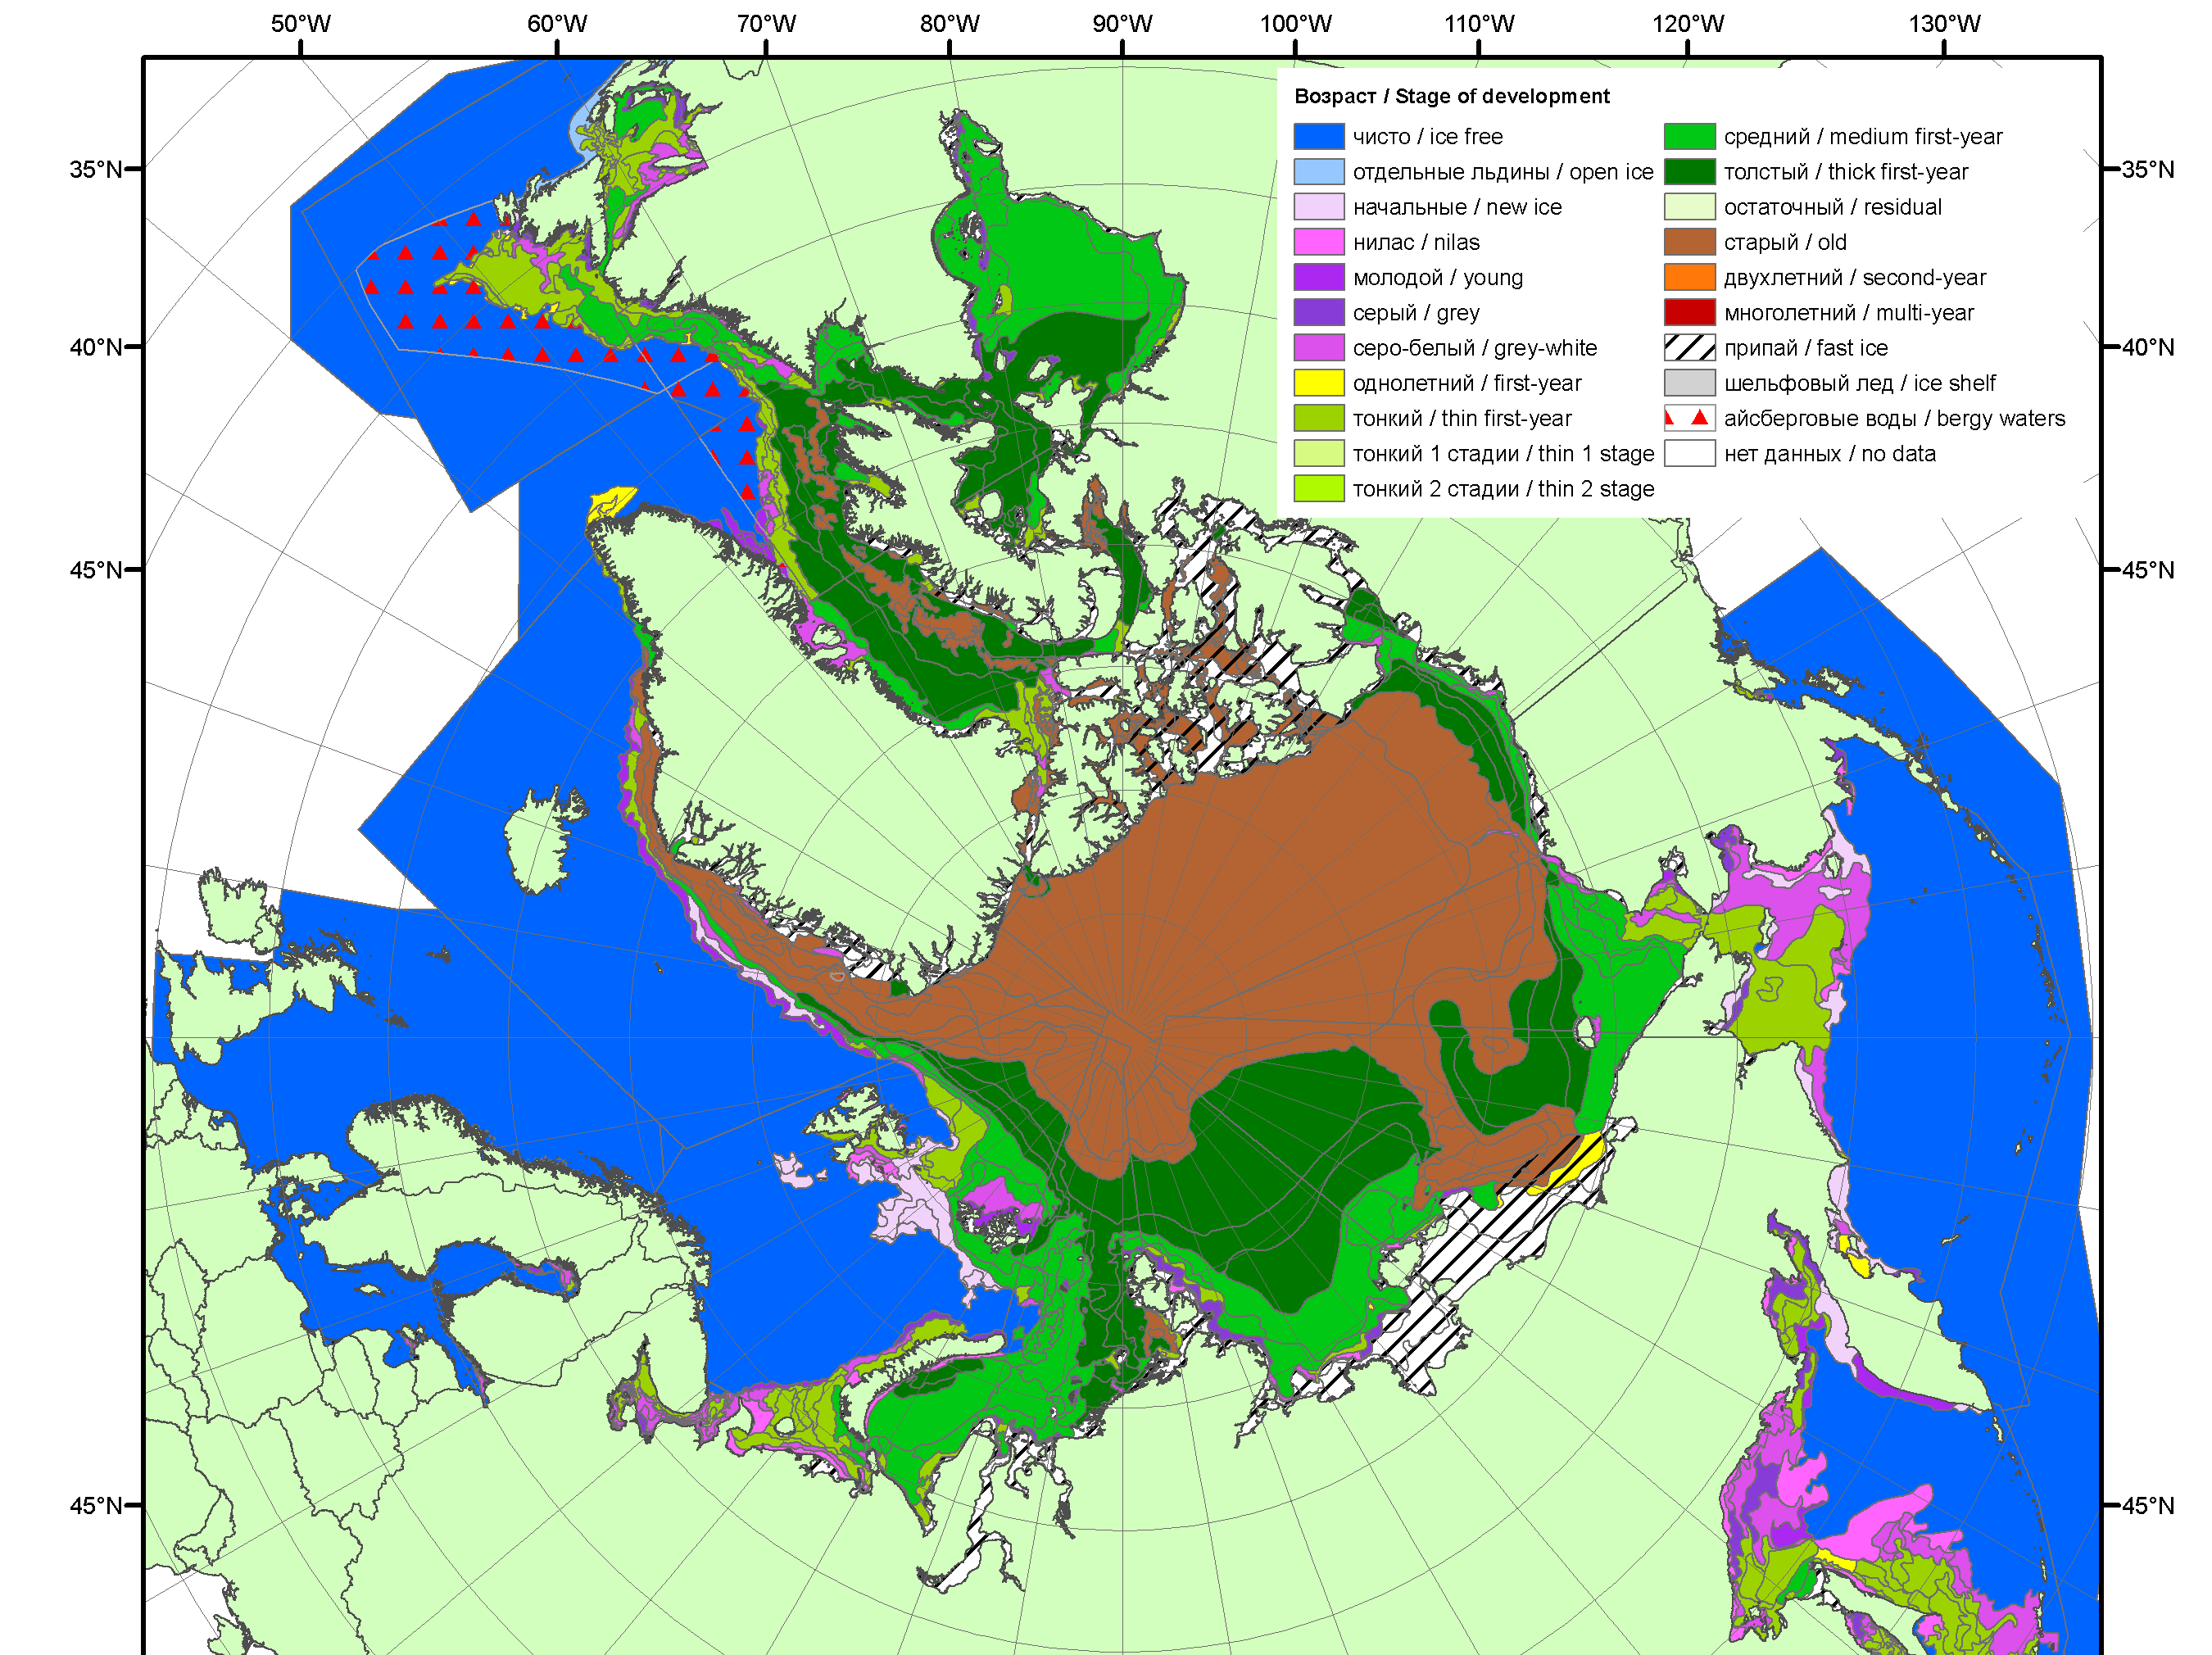 50°W 60°W 70°W 80°W 90°W 100°W 110°W 120°W 130°W
Возраст / Stage of development
чисто / ice free
отдельные льдины / open ice
начальные / new ice
нилас / nilas
молодой / young
серый / grey
серо-белый / grey-white
однолетний / first-year
тонкий / thin first-year
тонкий 1 стадии / thin 1 stage
тонкий 2 стадии / thin 2 stage
средний / medium first-year
толстый / thick first-year
остаточный / residual
старый / old
двухлетний / second-year
многолетний / multi-year
припай / fast ice
шельфовый лед / ice shelf
айсберговые воды / bergy waters
нет данных / no data
35°N 35°N
40°N 40°N
45°N 45°N
45°N 45°N